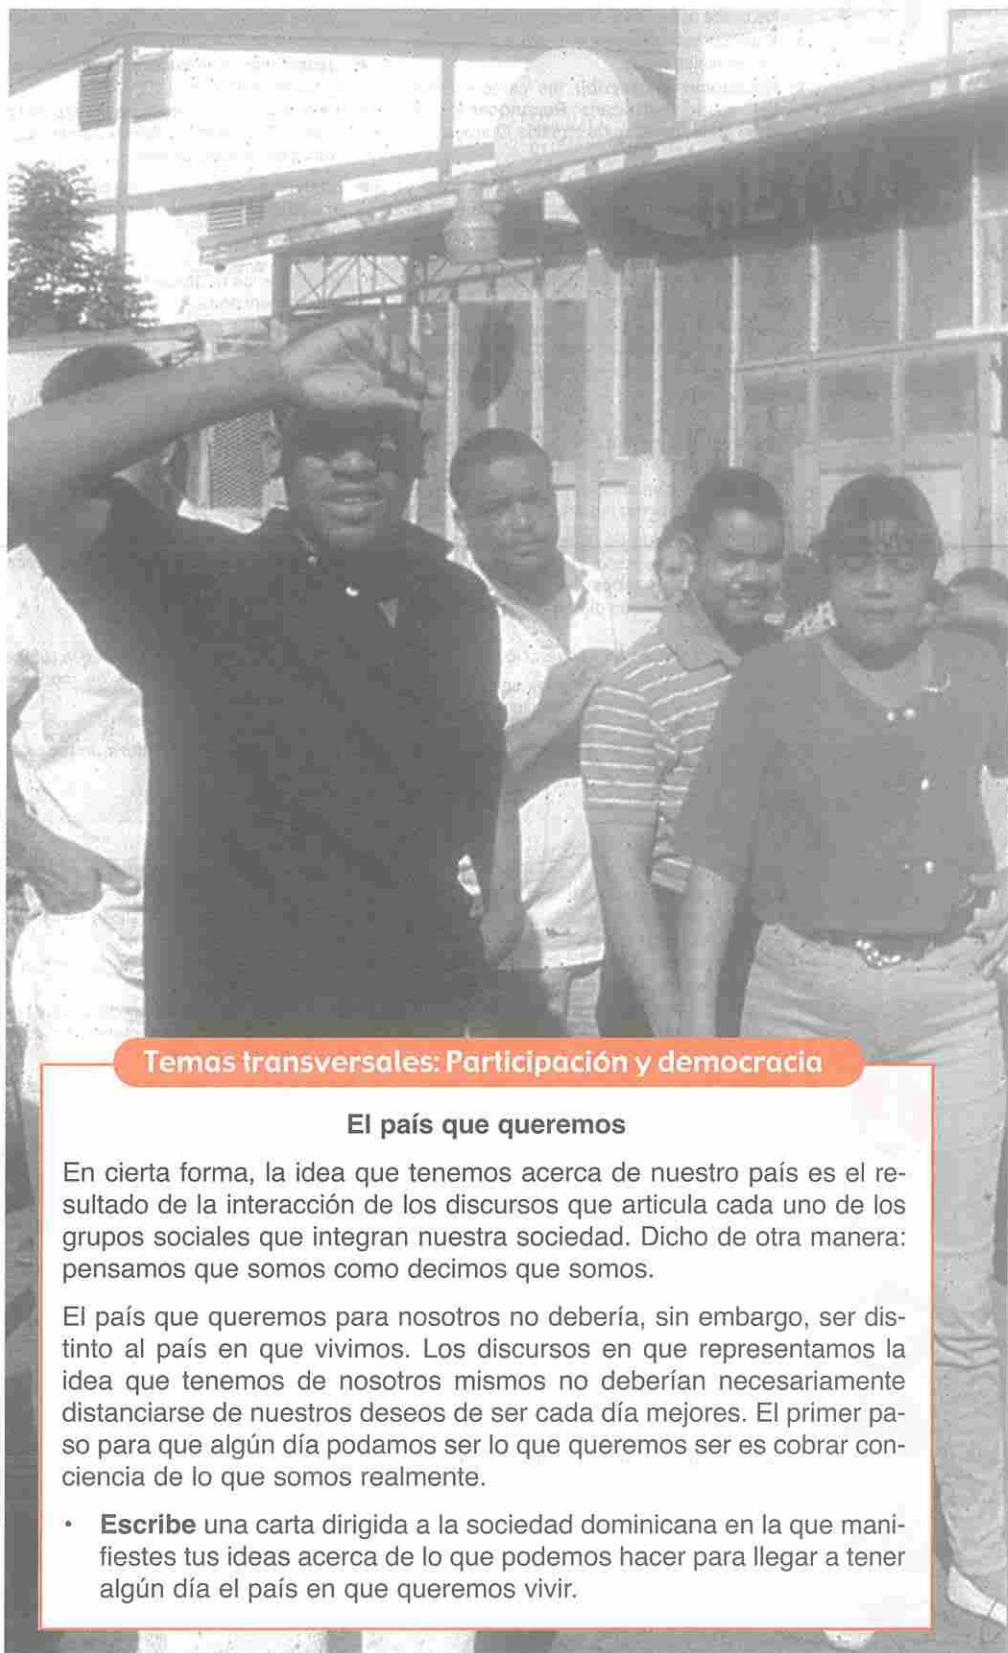 Temas transversales: Participación y democracia
El país que queremos
En cierta forma, la idea que tenemos acerca de nuestro país es el re-
sultado de la interacción de los discursos que articula cada uno de los
grupos sociales que integran nuestra sociedad. Dicho de otra manera:
pensamos que somos como decimos que somos.
El país que queremos para nosotros no debería, sin embargo, ser dis-
tinto al país en que vivimos. Los discursos en que representamos la
idea que tenemos de nosotros mismos no deberían necesariamente
distanciarse de nuestros deseos de ser cada día mejores. El primer pa-
so para que algún día podamos ser lo que queremos ser es cobrar con-
ciencia de lo que somos realmente.
• Escribe una carta dirigida a la sociedad dominicana en la que mani-
fiestes tus ideas acerca de lo que podemos hacer para llegar a tener
algún día el país en que queremos vivir.